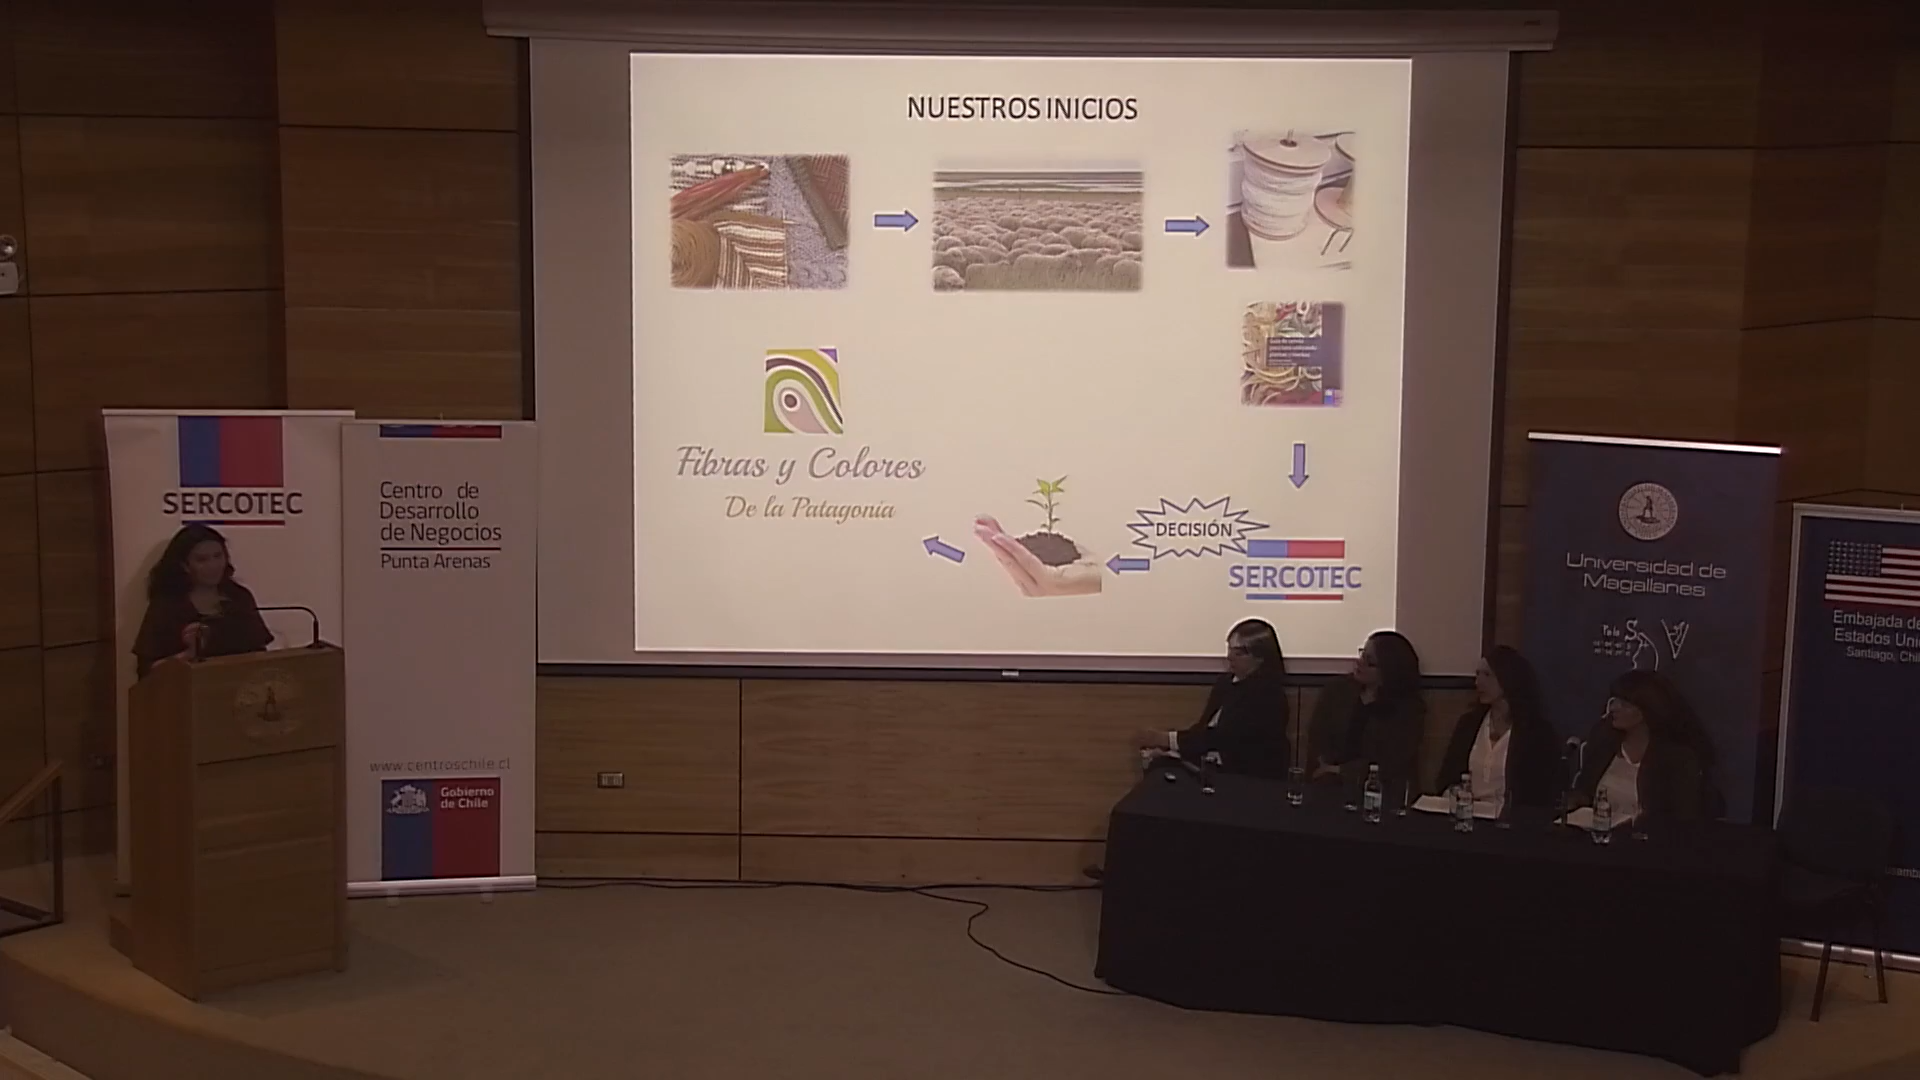 NUESTROS INICIOS
Fibras y Colores
De la Patagonia
DECISIÓN
SERCOTEC
SERCOTEC
Centro de
Desarrollo
de Negocios
Punta Arenas
www.centroschile.cl
Gobierno
de Chile
Universidad de
Magallanes
Embajada de
Estados Uni
Santiago, Chi